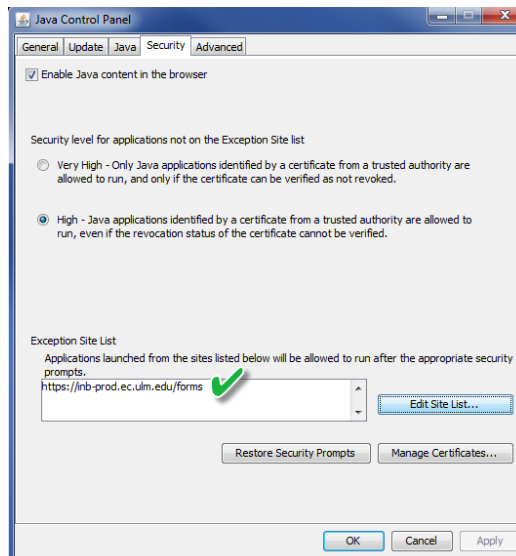 Java Control Panel
General Update Java Security Advanced
Enable Java content in the browser
Security level for applications not on the Exception Site list
Very High - Only Java applications identified by a certificate from a trusted authority are
allowed to run, and only if the certificate can be verified as not revoked.
High - Java applications identified by a certificate from a trusted authority are allowed to
run, even if the revocation status of the certificate cannot be verified.
Exception Site List
Applications launched from the sites listed below will be allowed to run after the appropriate security
prompts.
https://inb-prod.ec.ulm.edu/forms
Edit Site List...
Restore Security Prompts Manage Certificates...
OK Cancel Apply